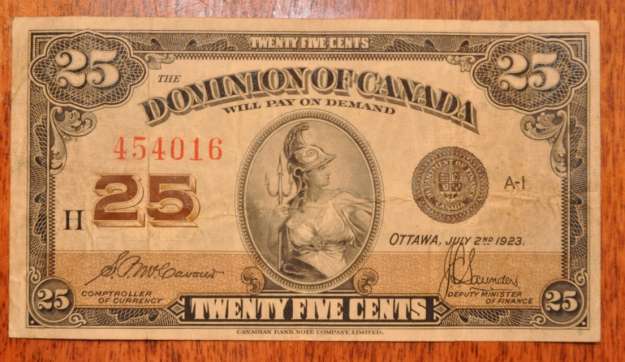 TWENTY FIVE CENTS
25 25
THE
DOMINION OF CANADA
WILL PAY ON DEMAND
454016
H 25
A-1
OTTAWA, JULY 2ND 1923.
J.C. Saunders
COMPTROLLER
OF CURRENCY
DEPUTY MINISTER
OF FINANCE
25 TWENTY FIVE CENTS 25
CANADIAN BANK NOTE COMPANY, LIMITED.